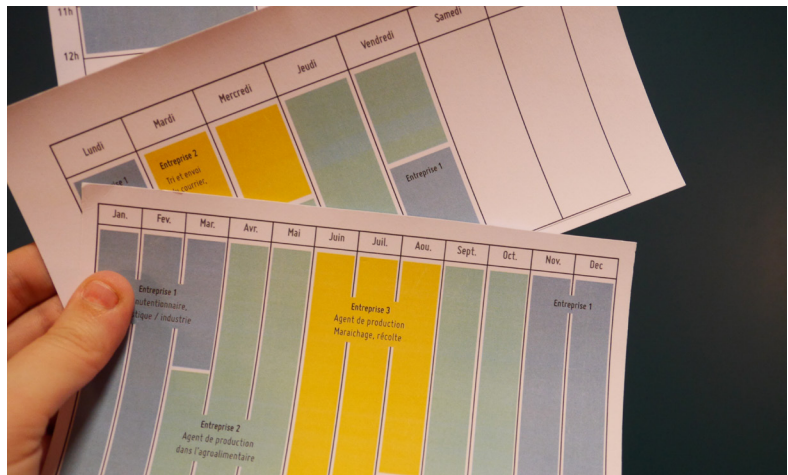 11h
12h
Lundi Mardi Mercredi Jeudi Vendredi Samedi
Entreprise 2
Tri et envoi
courrier,
Entreprise 1
Jan. Fev. Mar. Avr. Mai Juin Juil. Aou. Sept. Oct. Nov. Dec
Entreprise 1
/ industrie
Entreprise 2
Agent de production
dans l'agroalimentaire
Entreprise 3
Agent de production
Maraichage, récolte
Entreprise 1